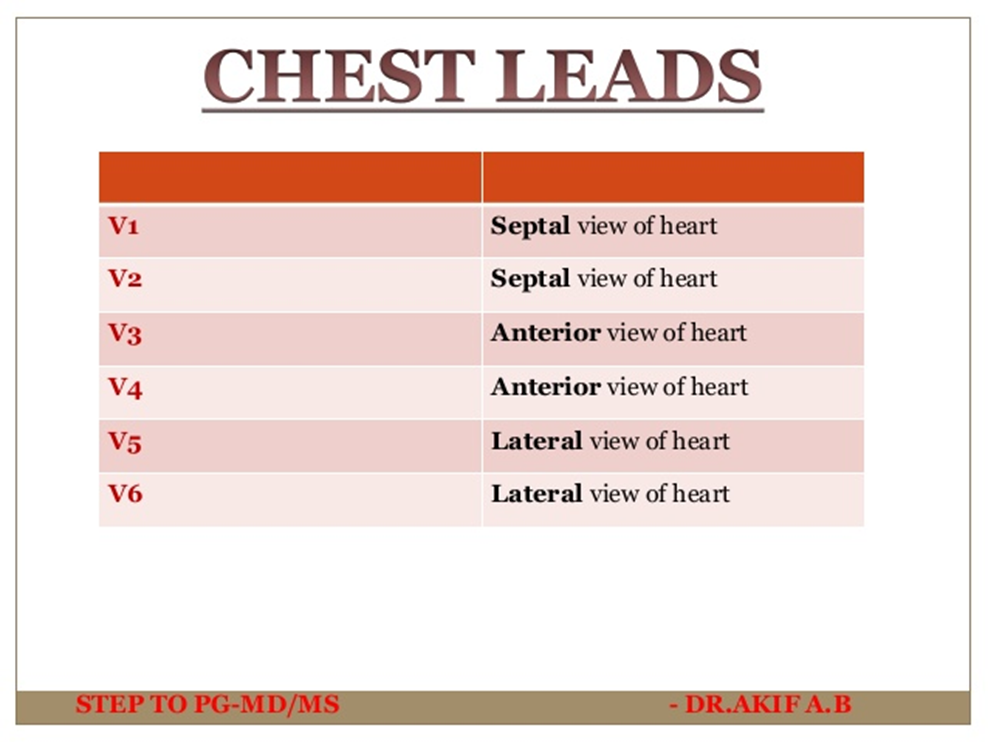 CHEST LEADS
V1 Septal view of heart
V2 Septal view of heart
V3 Anterior view of heart
V4 Anterior view of heart
V5 Lateral view of heart
V6 Lateral view of heart
STEP TO PG-MD/MS - DR.AKIF A.B